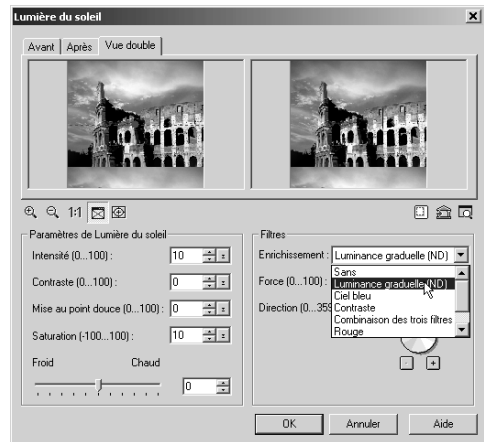 Lumière du soleil
Avant Après Vue double
1:1
Paramètres de Lumière du soleil Filtres
Intensité (0...100) : 10 Enrichissement : Luminance graduelle (ND)
Sans
Luminance graduelle (ND)
Contraste (0...100) : 0 Force (0...100) :
Ciel bleu
Mise au point douce (0...100) : 0 Direction (0...359
Contraste
Combinaison des trois filtres
Saturation (-100...100) : 10
Rouge
Froid Chaud
0
- +
OK Annuler Aide